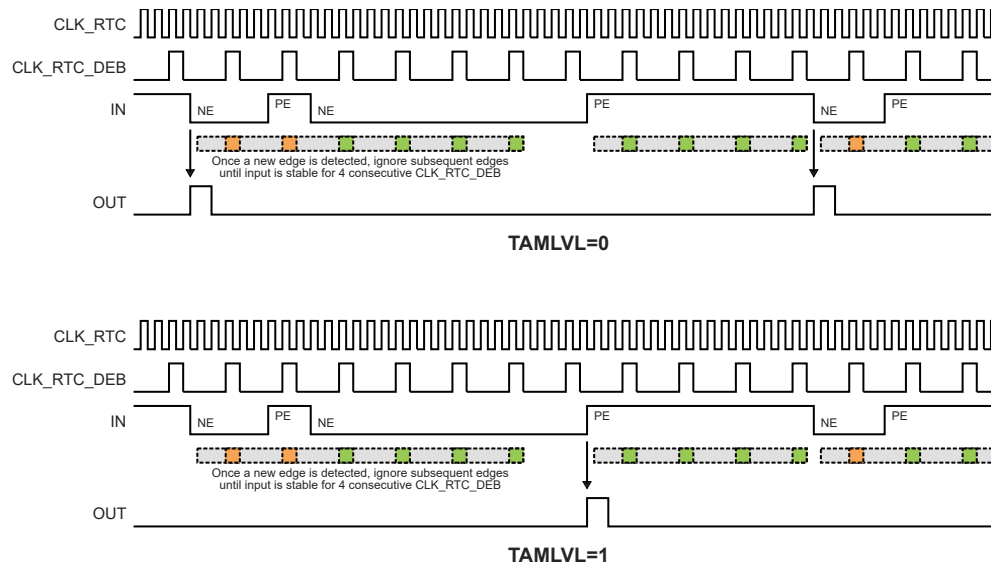 CLK_RTC
CLK_RTC_DEB
IN
NE
PE
NE
PE
NE
PE
Once a new edge is detected, ignore subsequent edges
until input is stable for 4 consecutive CLK_RTC_DEB
OUT
TAMLVL=0
CLK_RTC
CLK_RTC_DEB
IN
NE
PE
NE
PE
NE
PE
Once a new edge is detected, ignore subsequent edges
until input is stable for 4 consecutive CLK_RTC_DEB
OUT
TAMLVL=1